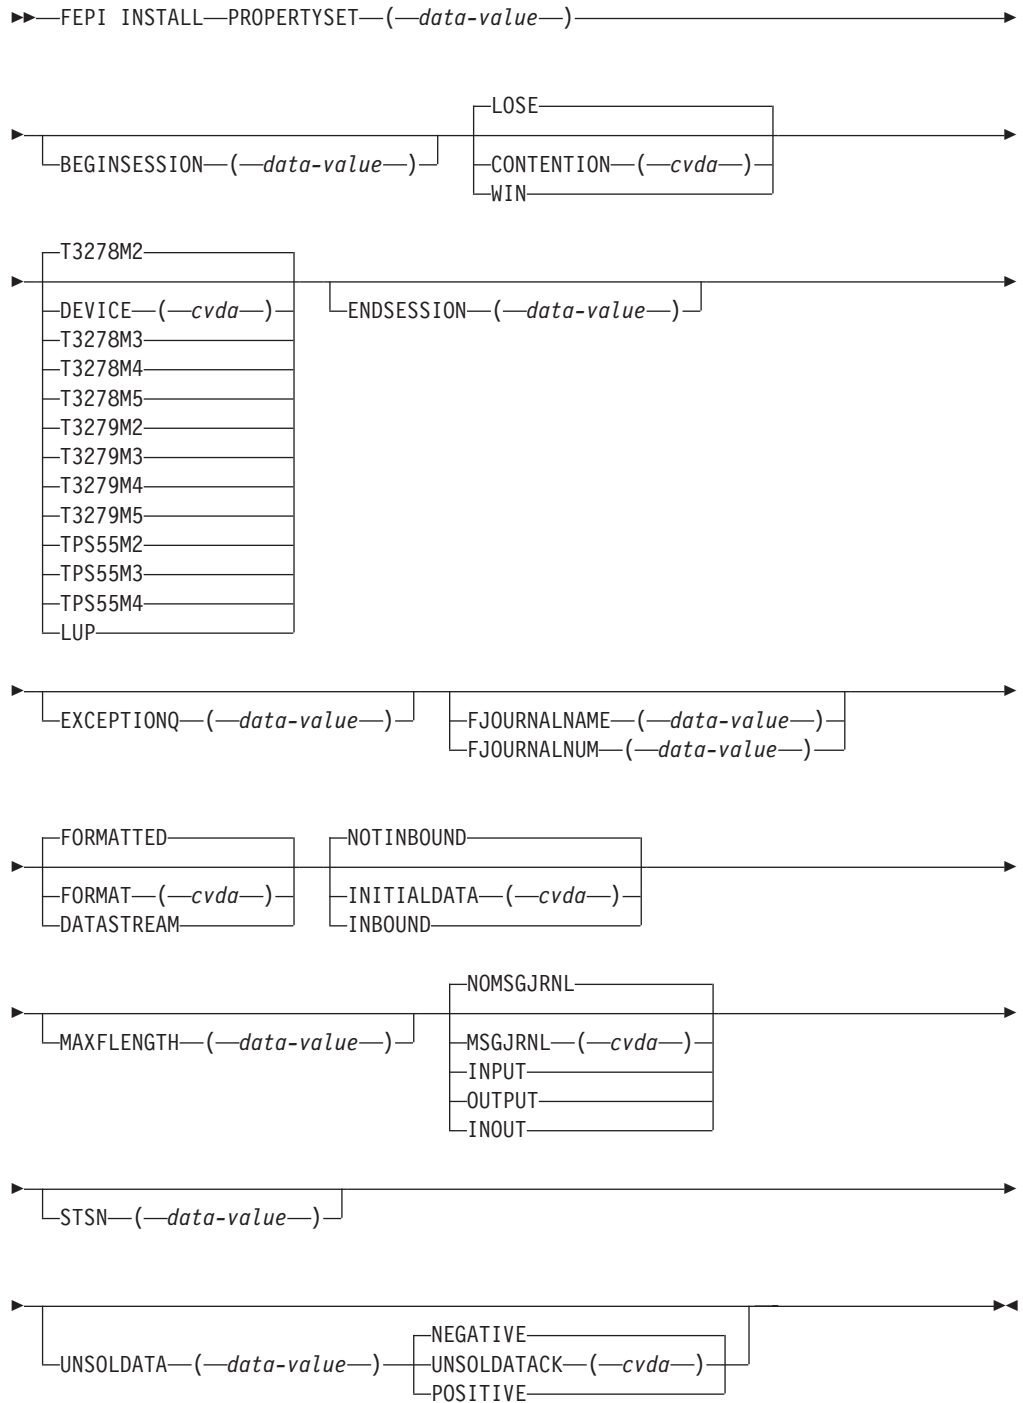 FEPI INSTALL PROPERTYSET ( data-value )
LOSE
BEGINSESSION ( data-value )
CONTENTION ( cvda )
WIN
T3278M2
DEVICE ( cvda )
ENDSESSION ( data-value )
T3278M3
T3278M4
T3278M5
T3279M2
T3279M3
T3279M4
T3279M5
TPS55M2
TPS55M3
TPS55M4
LUP
EXCEPTIONQ ( data-value )
FJOURNALNAME ( data-value )
FJOURNALNUM ( data-value )
FORMATTED
NOTINBOUND
FORMAT ( cvda )
INITIALDATA ( cvda )
DATASTREAM
INBOUND
NOMSGJRNL
MAXFLENGTH ( data-value )
MSGJRNL ( cvda )
INPUT
OUTPUT
INOUT
STSN ( data-value )
NEGATIVE
UNSOLDATA ( data-value )
UNSOLDATACK ( cvda )
POSITIVE